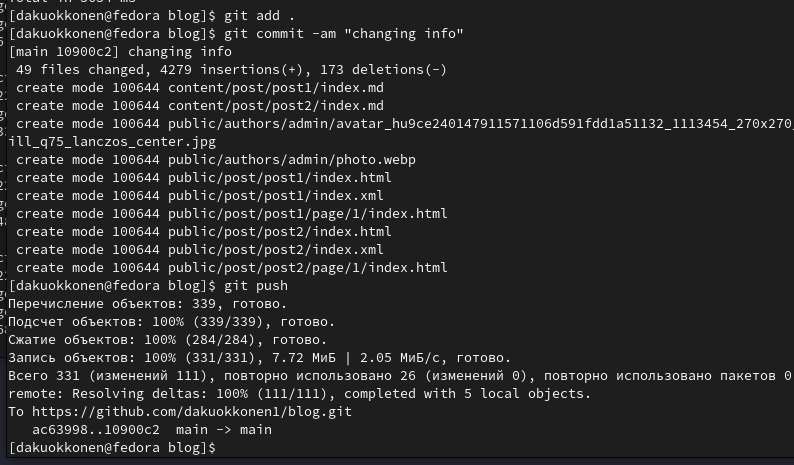 [dakuokkonen@fedora blog]$ git add .
[dakuokkonen@fedora blog]$ git commit -am "changing info"
[main 10900c2] changing info
 49 files changed, 4279 insertions(+), 173 deletions(-)
 create mode 100644 content/post/post1/index.md
 create mode 100644 content/post/post2/index.md
 create mode 100644 public/authors/admin/avatar_hu9ce240147911571106d591fdd1a51132_1113454_270x270_
ill_q75_lanczos_center.jpg
 create mode 100644 public/authors/admin/photo.webp
 create mode 100644 public/post/post1/index.html
 create mode 100644 public/post/post1/index.xml
 create mode 100644 public/post/post1/page/1/index.html
 create mode 100644 public/post/post2/index.html
 create mode 100644 public/post/post2/index.xml
 create mode 100644 public/post/post2/page/1/index.html
[dakuokkonen@fedora blog]$ git push
Перечисление объектов: 339, готово.
Подсчет объектов: 100% (339/339), готово.
Сжатие объектов: 100% (284/284), готово.
Запись объектов: 100% (331/331), 7.72 МиБ | 2.05 МиБ/с, готово.
Всего 331 (изменений 111), повторно использовано 26 (изменений 0), повторно использовано пакетов 0
remote: Resolving deltas: 100% (111/111), completed with 5 local objects.
To https://github.com/dakuokkonen1/blog.git
   ac63998..10900c2  main -> main
[dakuokkonen@fedora blog]$